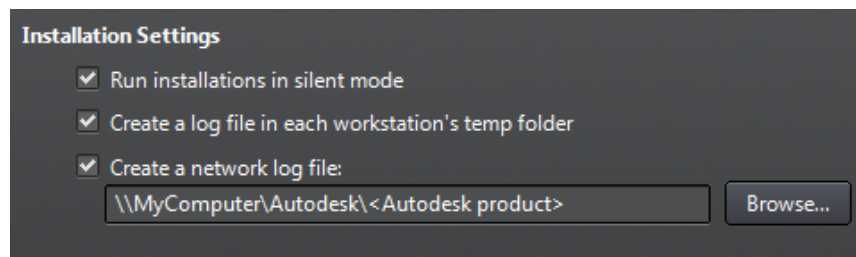 Installation Settings
Run installations in silent mode
Create a log file in each workstation's temp folder
Create a network log file:
\\MyComputer\Autodesk\<Autodesk product>
Browse...